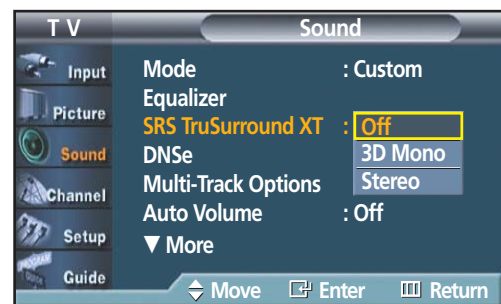 T V
Sound
Input
Picture
Sound
Channel
Setup
Guide
Mode : Custom
Equalizer
SRS TruSurround XT : Off
3D Mono
Stereo
DNSe
Multi-Track Options
Auto Volume : Off
▼ More
Move Enter Return